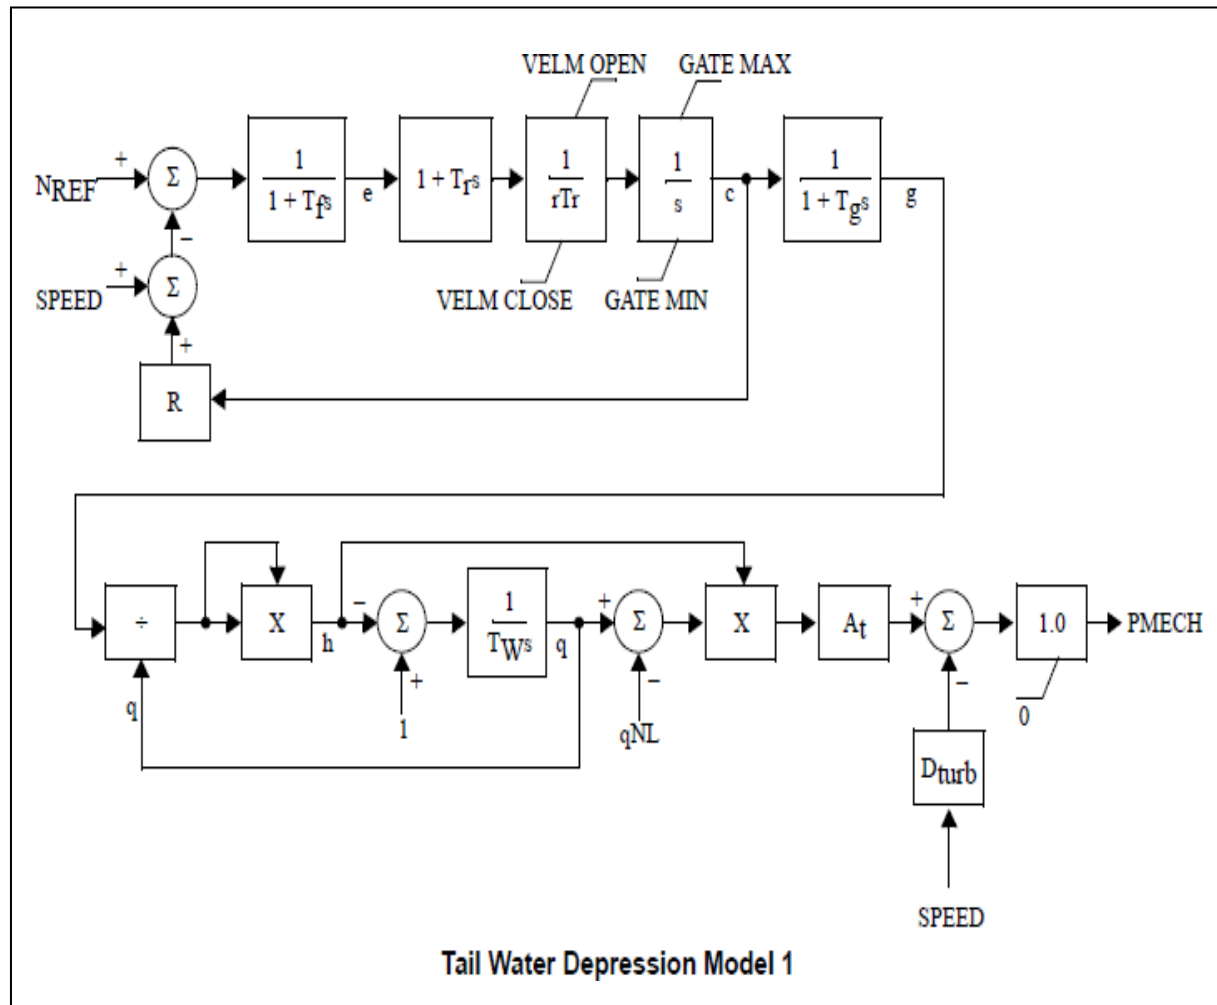 VELM OPEN GATE MAX
NREF + Σ 1 / 1 + Tfs e 1 + Trs 1 / rTr 1 / s c 1 / 1 + Tgs g
−
SPEED + Σ VELM CLOSE GATE MIN
+
R
÷ X h − Σ 1 / TWs q + Σ X At + Σ 1.0 PMECH
q + − − 0
1 qNL
Dturb
SPEED
Tail Water Depression Model 1